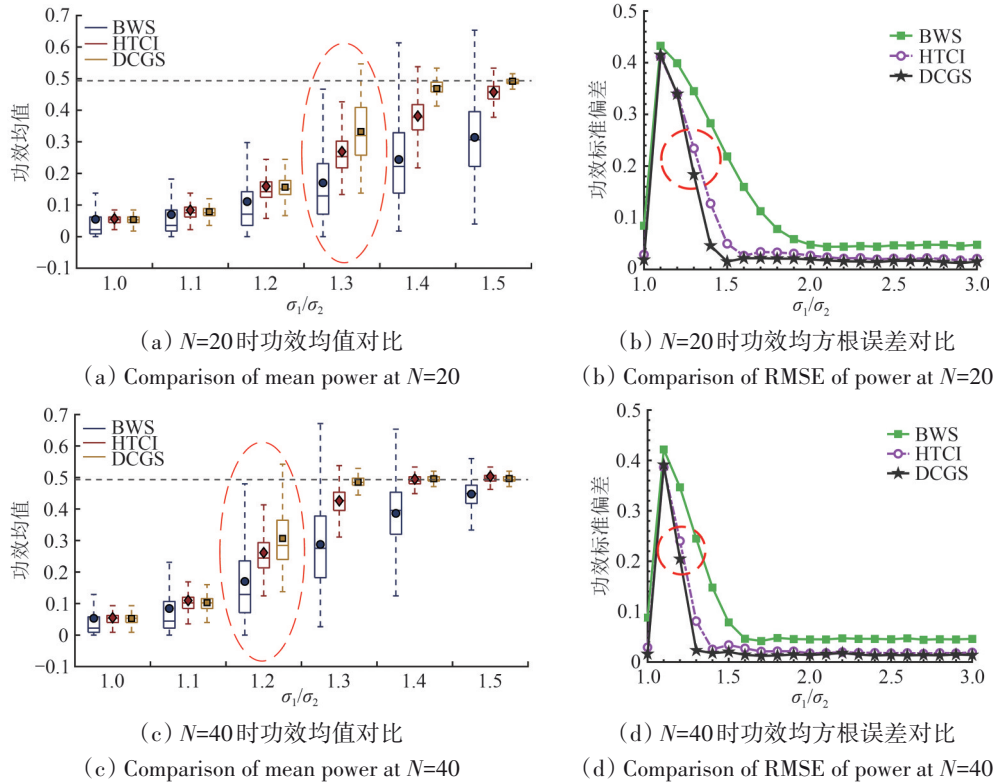 0.7
0.6
0.5
0.4
0.3
0.2
0.1
0
−0.1
功效均值
BWS
HTCI
DCGS
1.0 1.1 1.2 1.3 1.4 1.5
σ1/σ2
(a) N=20时功效均值对比
(a) Comparison of mean power at N=20
0.5
0.4
0.3
0.2
0.1
0
功效标准偏差
BWS
HTCI
DCGS
1.0 1.5 2.0 2.5 3.0
σ1/σ2
(b) N=20时功效均方根误差对比
(b) Comparison of RMSE of power at N=20
0.7
0.6
0.5
0.4
0.3
0.2
0.1
0
−0.1
功效均值
BWS
HTCI
DCGS
1.0 1.1 1.2 1.3 1.4 1.5
σ1/σ2
(c) N=40时功效均值对比
(c) Comparison of mean power at N=40
0.5
0.4
0.3
0.2
0.1
0
功效标准偏差
BWS
HTCI
DCGS
1.0 1.5 2.0 2.5 3.0
σ1/σ2
(d) N=40时功效均方根误差对比
(d) Comparison of RMSE of power at N=40